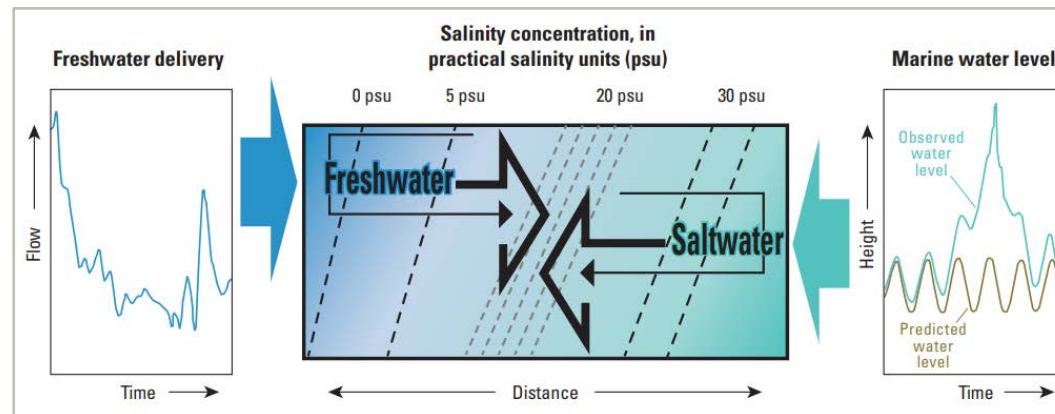 Freshwater delivery
Flow
Time
Salinity concentration, in
practical salinity units (psu)
0 psu
5 psu
20 psu
30 psu
Freshwater
Saltwater
Distance
Marine water level
Observed
water
level
Height
Predicted
water
level
Time